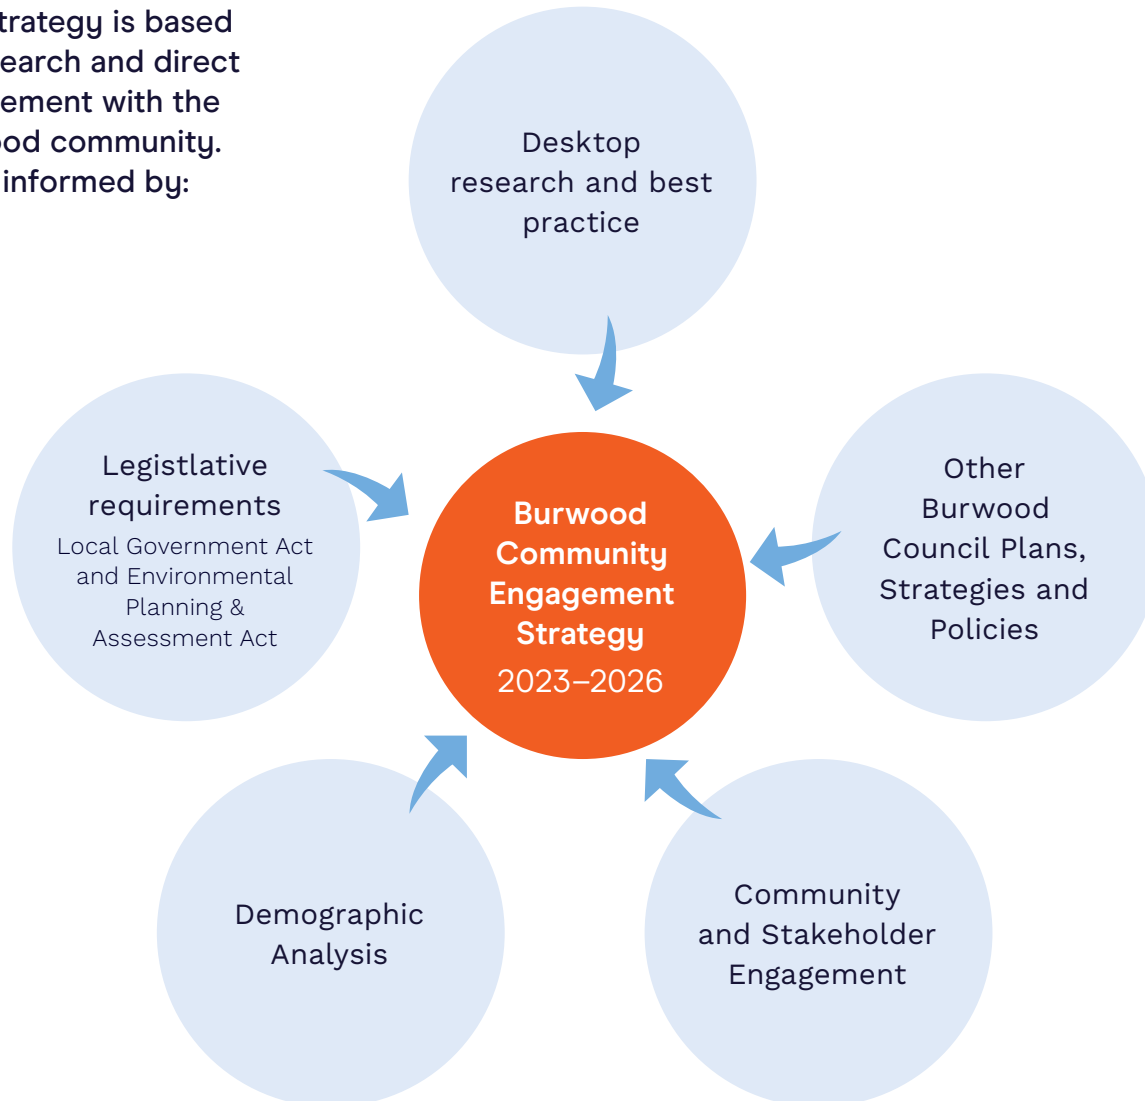 trategy is based
earch and direct
ement with the
ood community.
informed by:
Desktop
research and best
practice
Legistlative
requirements
Local Government Act
and Environmental
Planning &
Assessment Act
Other
Burwood
Council Plans,
Strategies and
Policies
Burwood
Community
Engagement
Strategy
2023–2026
Demographic
Analysis
Community
and Stakeholder
Engagement